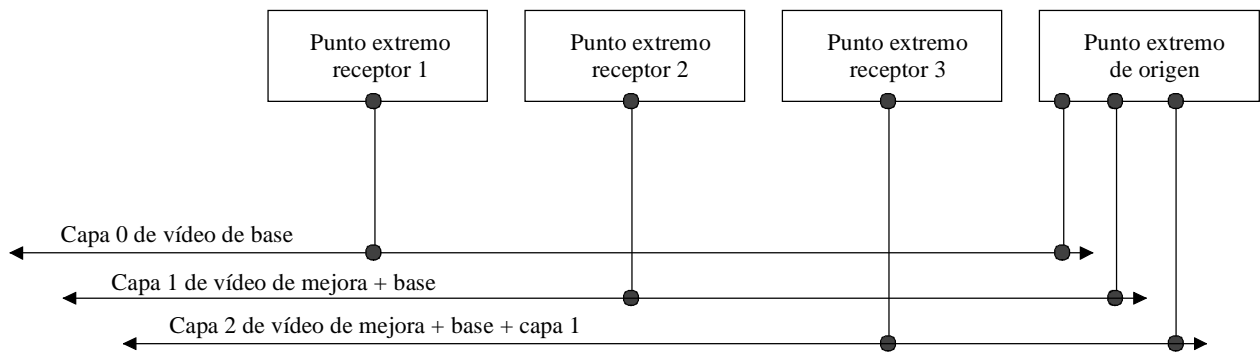 Punto extremo
receptor 1
Punto extremo
receptor 2
Punto extremo
receptor 3
Punto extremo
de origen
Capa 0 de vídeo de base
Capa 1 de vídeo de mejora + base
Capa 2 de vídeo de mejora + base + capa 1